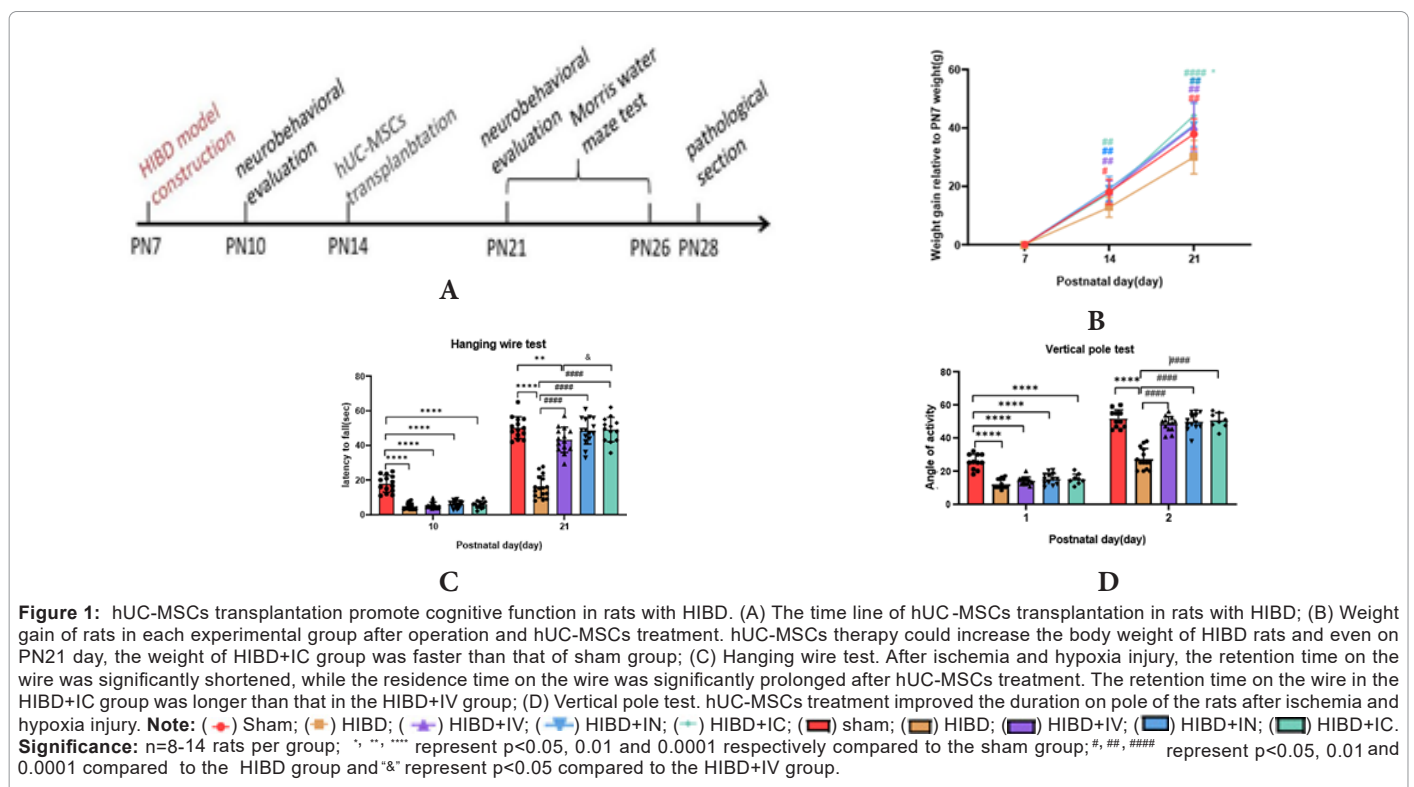 HIBD model
construction
neurobehavioral
evaluation
hUC-MSCs
transplanbtation
neurobehavioral
evaluation
Morris water
maze test
pathological
section
PN7 PN10 PN14 PN21 PN26 PN28
A
Weight gain relative to PN7 weight(g)
60
40
20
0
#### *
##
##
##
##
##
##
#
7 14 21
Postnatal day(day)
B
Hanging wire test
latency to fall(sec)
80
60
40
20
0
****
****
****
****
** &
####
**** ####
####
10 21
Postnatal day(day)
C
Vertical pole test
Angle of activity
80
60
40
20
0
****
****
****
****
####
**** ####
####
1 2
Postnatal day(day)
D
Figure 1: hUC-MSCs transplantation promote cognitive function in rats with HIBD. (A) The time line of hUC-MSCs transplantation in rats with HIBD; (B) Weight
gain of rats in each experimental group after operation and hUC-MSCs treatment. hUC-MSCs therapy could increase the body weight of HIBD rats and even on
PN21 day, the weight of HIBD+IC group was faster than that of sham group; (C) Hanging wire test. After ischemia and hypoxia injury, the retention time on the
wire was significantly shortened, while the residence time on the wire was significantly prolonged after hUC-MSCs treatment. The retention time on the wire in the
HIBD+IC group was longer than that in the HIBD+IV group; (D) Vertical pole test. hUC-MSCs treatment improved the duration on pole of the rats after ischemia and
hypoxia injury. Note: ( ) Sham; ( ) HIBD; ( ) HIBD+IV; ( ) HIBD+IN; ( ) HIBD+IC; ( ) sham; ( ) HIBD; ( ) HIBD+IV; ( ) HIBD+IN; ( ) HIBD+IC.
Significance: n=8-14 rats per group; *, **, **** represent p<0.05, 0.01 and 0.0001 respectively compared to the sham group; #, ##, #### represent p<0.05, 0.01 and
0.0001 compared to the HIBD group and "&" represent p<0.05 compared to the HIBD+IV group.